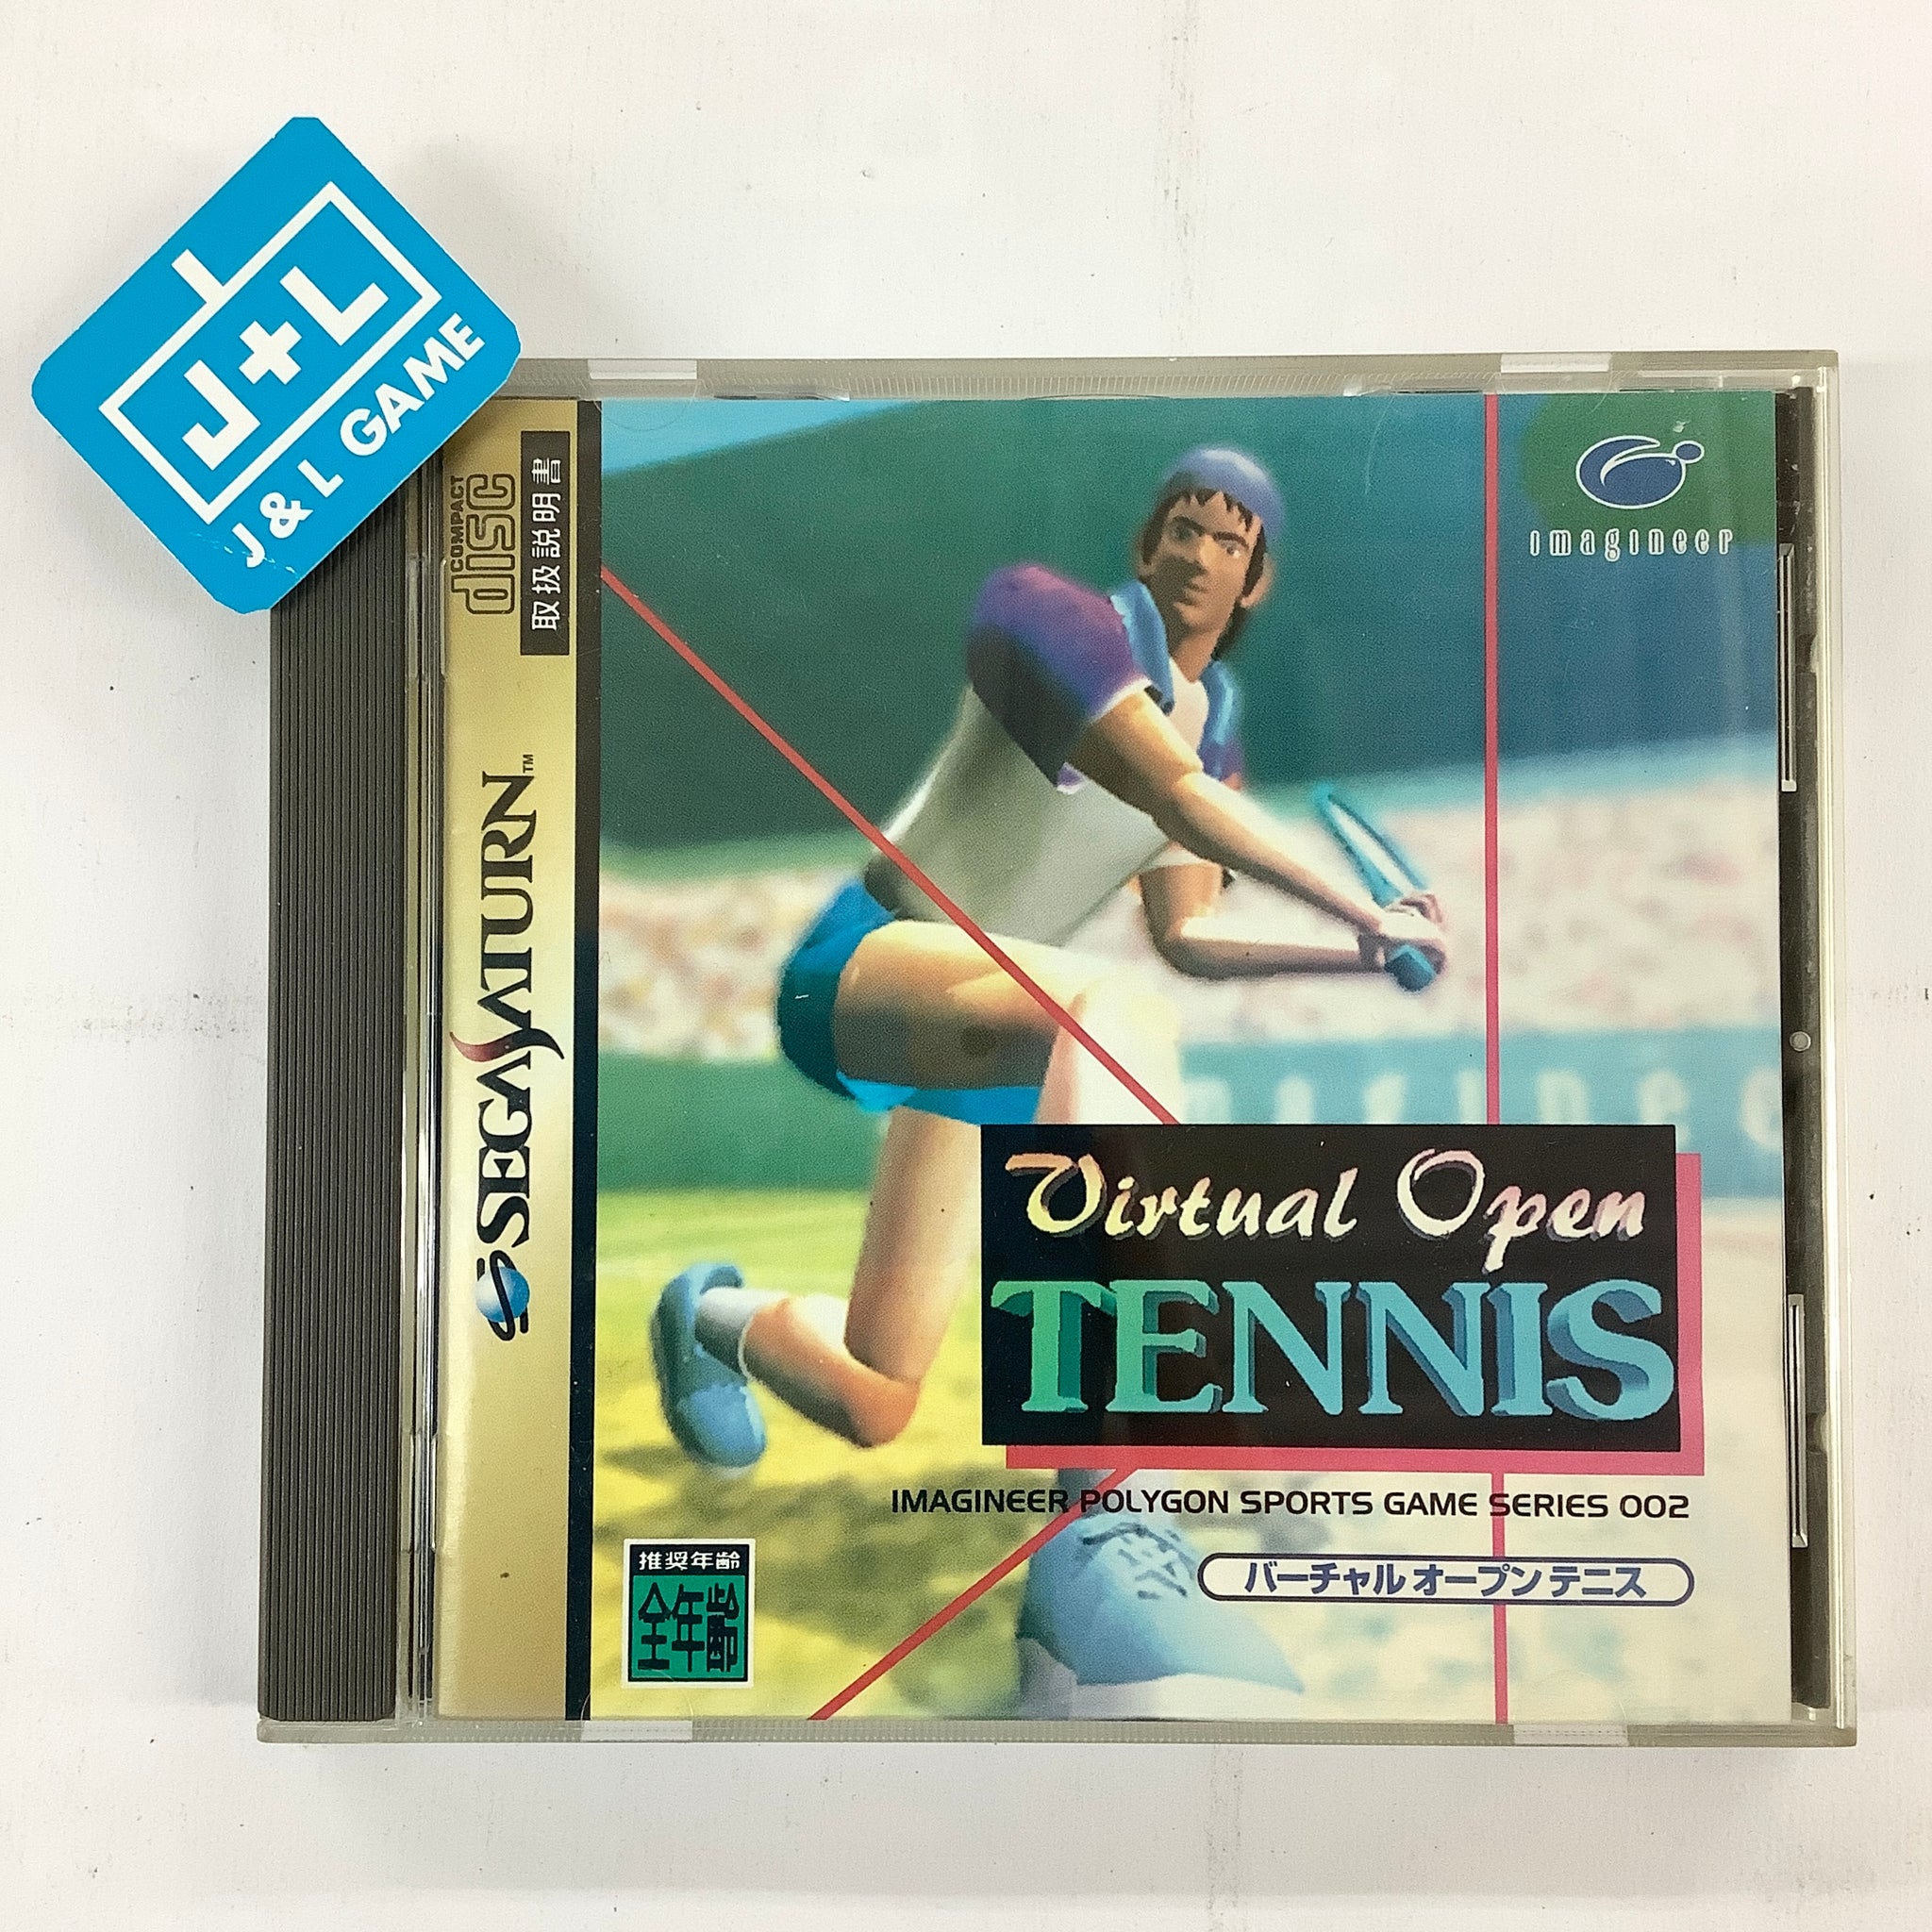 J+L
J & L GAME
COMPACT
disc
取扱説明書
SEGA SATURN™
imagineer
Virtual Open
TENNIS
IMAGINEER POLYGON SPORTS GAME SERIES 002
バーチャル オープン テニス
推奨年齢
全年齢